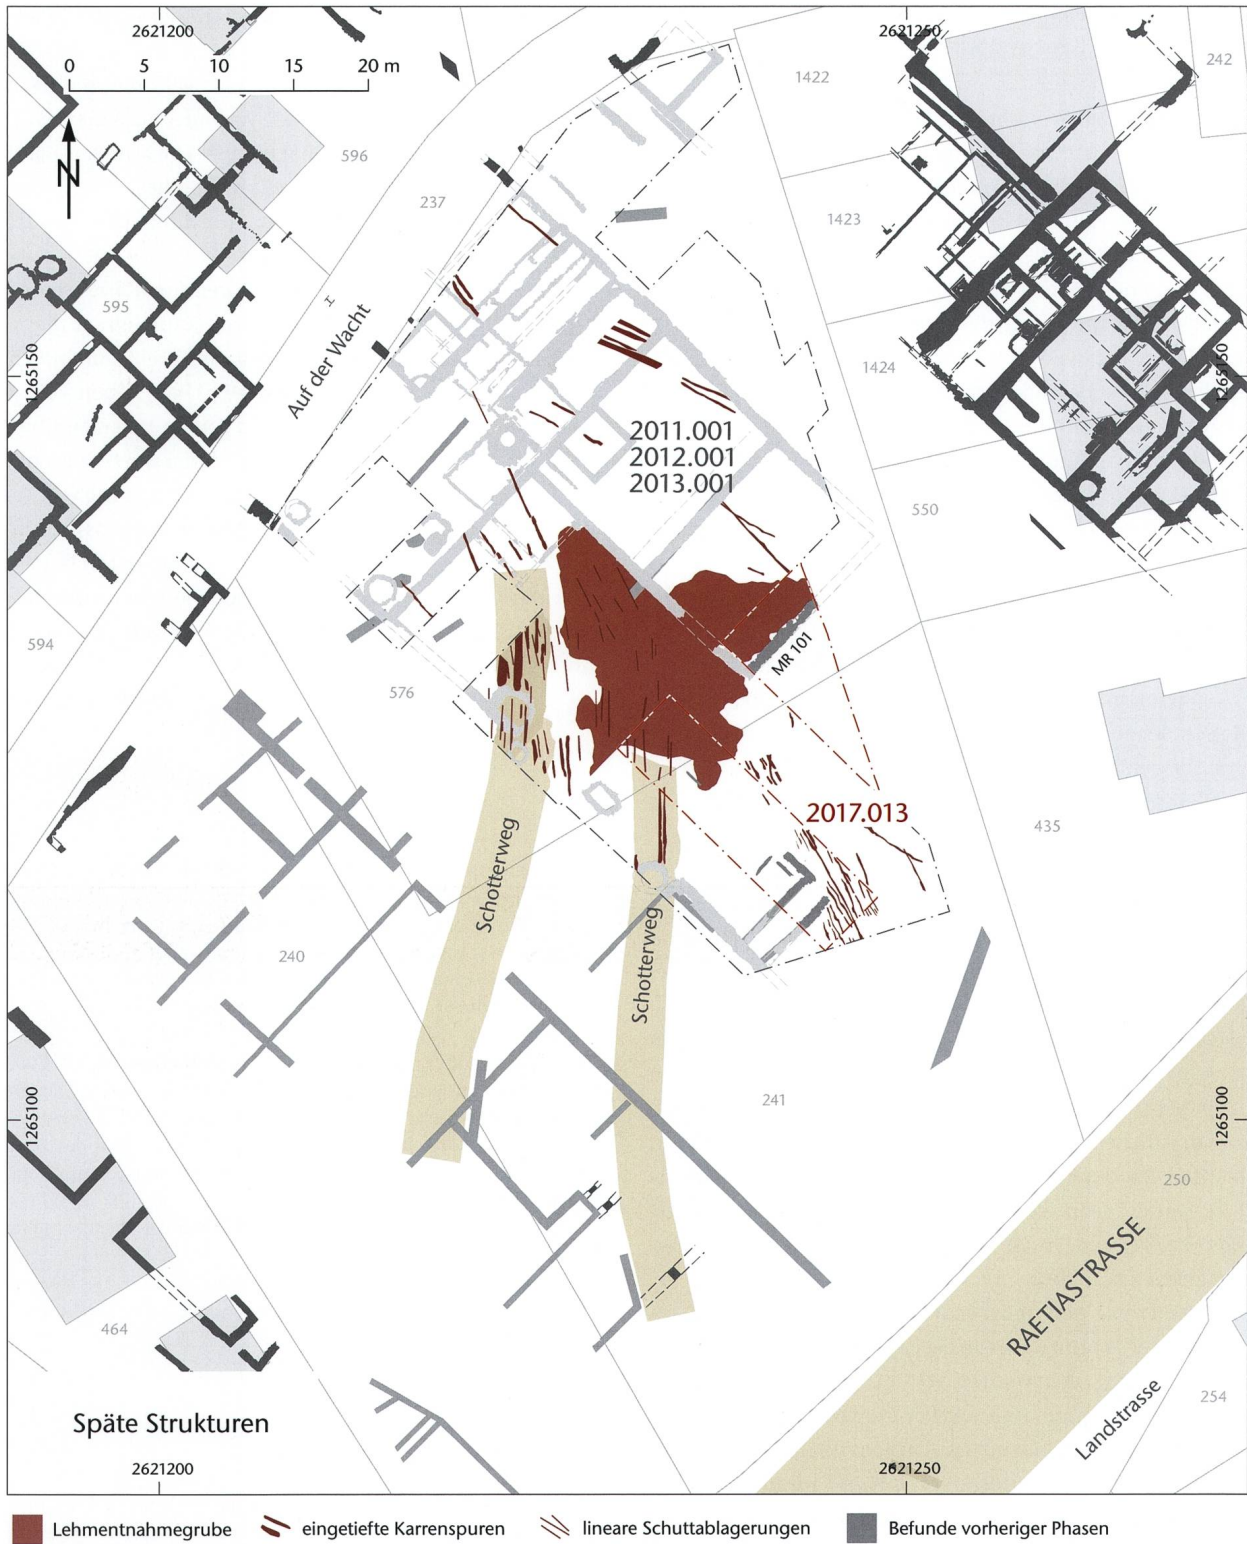 2621200
2621250
0 5 10 15 20 m
N
242
1422
596
237
1423
595
1265150
Auf der Wacht
1424
1265150
2011.001
2012.001
2013.001
550
594
MR 101
576
2017.013
435
Schotterweg
Schotterweg
240
241
1265100
1265100
250
RAETIASTRASSE
464
254
Landstrasse
Späte Strukturen
2621200
2621250
Lehmentnahmegrube
eingetiefte Karrenspuren
lineare Schuttablagerungen
Befunde vorheriger Phasen